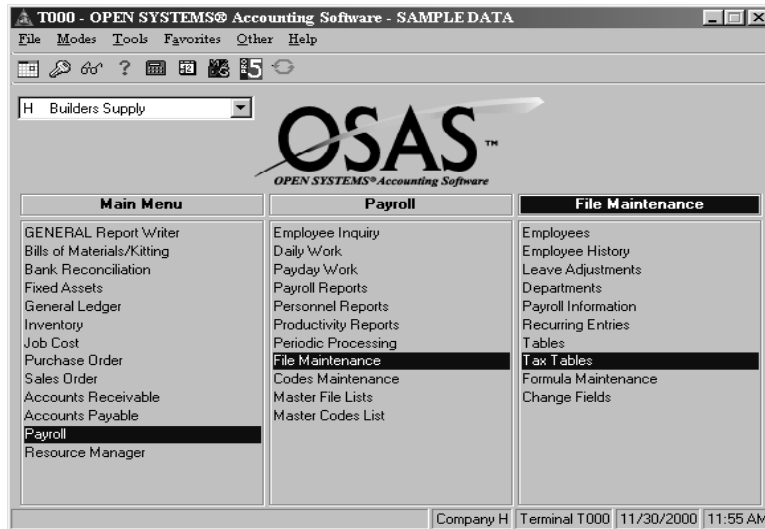 T000 - OPEN SYSTEMS® Accounting Software - SAMPLE DATA
File Modes Tools Favorites Other Help
H Builders Supply
OSAS™
OPEN SYSTEMS® Accounting Software
Main Menu
GENERAL Report Writer
Bills of Materials/Kitting
Bank Reconciliation
Fixed Assets
General Ledger
Inventory
Job Cost
Purchase Order
Sales Order
Accounts Receivable
Accounts Payable
Payroll
Resource Manager
Payroll
Employee Inquiry
Daily Work
Payday Work
Payroll Reports
Personnel Reports
Productivity Reports
Periodic Processing
File Maintenance
Codes Maintenance
Master File Lists
Master Codes List
File Maintenance
Employees
Employee History
Leave Adjustments
Departments
Payroll Information
Recurring Entries
Tables
Tax Tables
Formula Maintenance
Change Fields
Company H Terminal T000 11/30/2000 11:55 AM